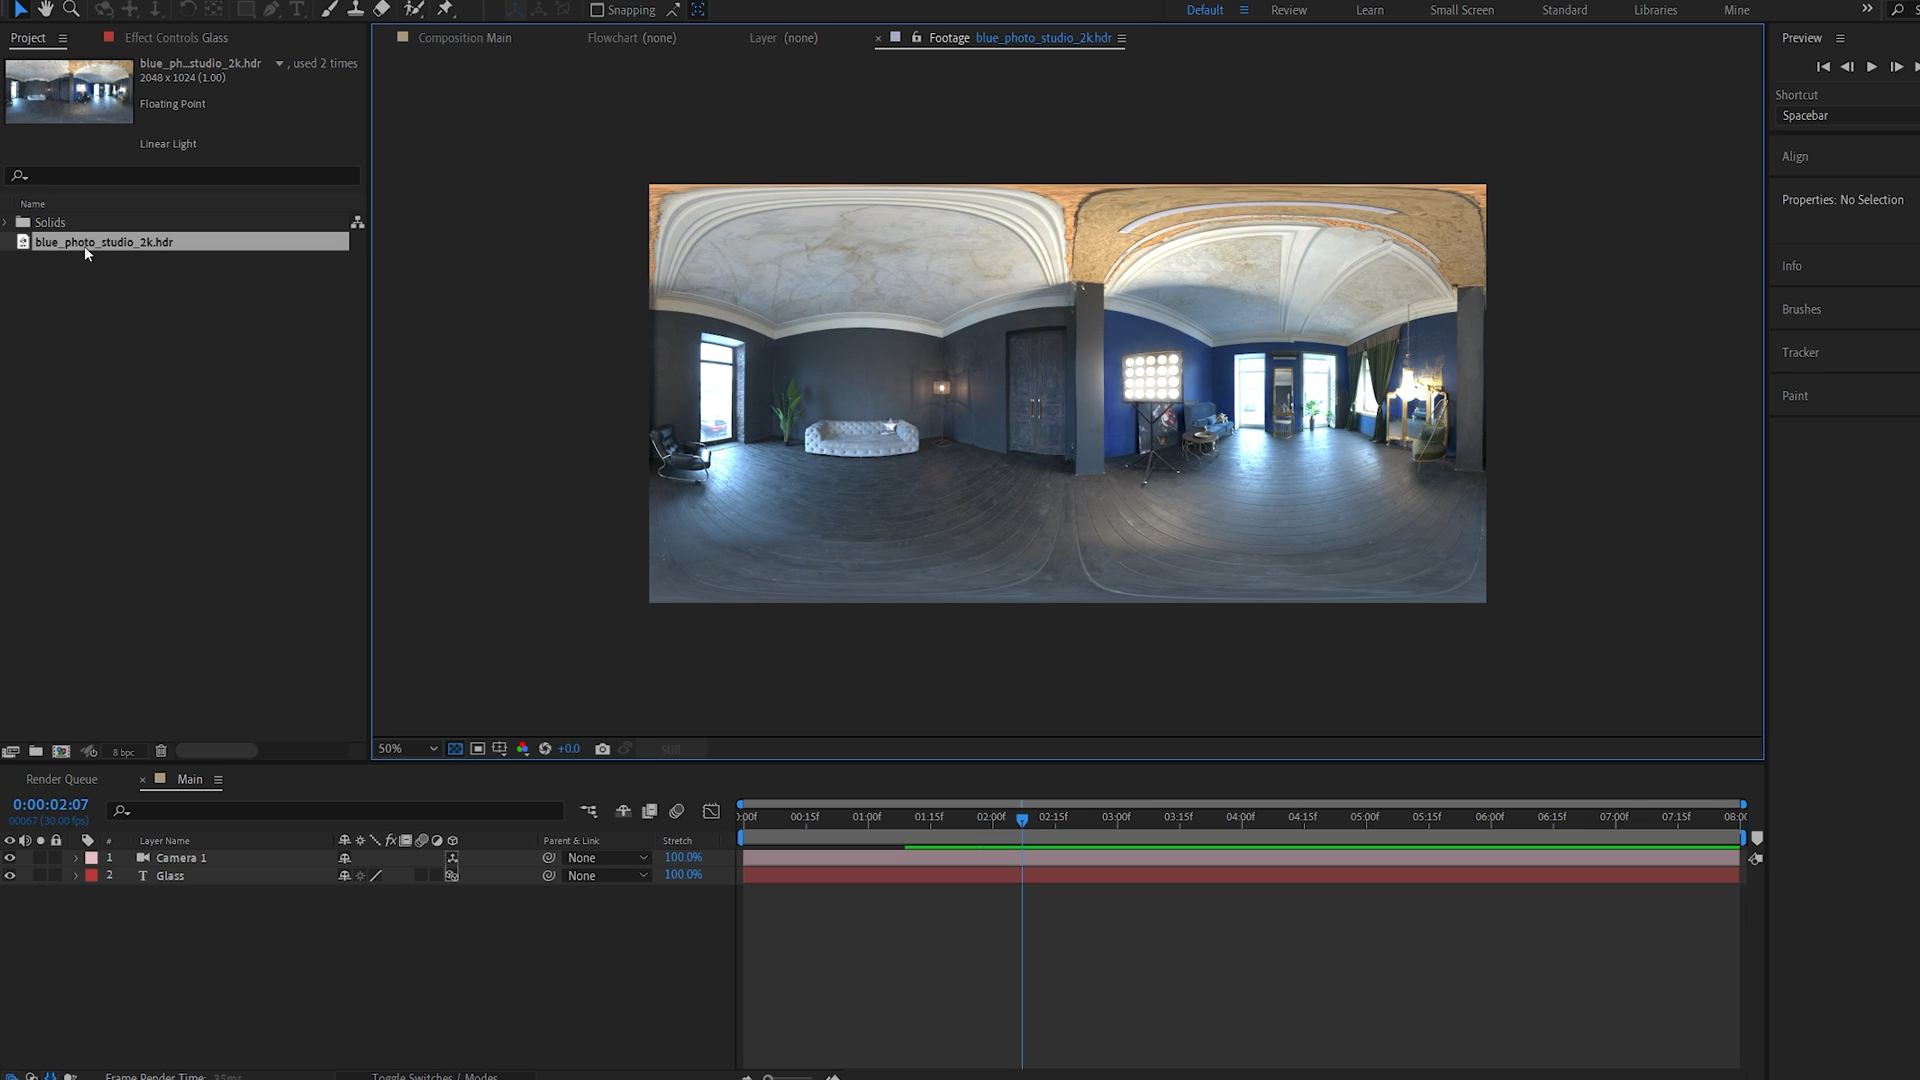 Snapping
Default
Review
Learn
Small Screen
Standard
Libraries
Mine
Project
Effect Controls Glass
Composition Main
Flowchart (none)
Layer (none)
Footage blue_photo_studio_2k.hdr
Preview
blue_ph...studio_2k.hdr , used 2 times
2048 x 1024 (1.00)
Floating Point
Linear Light
Shortcut
Spacebar
Align
Properties: No Selection
Info
Brushes
Tracker
Paint
Name
Solids
blue_photo_studio_2k.hdr
8 bpc
50%
+0.0
Still
Render Queue
Main
0:00:02:07
00067 (30.00 fps)
):00f 00:15f 01:00f 01:15f 02:00f 02:15f 03:00f 03:15f 04:00f 04:15f 05:00f 05:15f 06:00f 06:15f 07:00f 07:15f 08:00
# Layer Name Parent & Link Stretch
1 Camera 1 None 100.0%
2 T Glass None 100.0%
Frame Render Time: 35ms
Toggle Switches / Modes